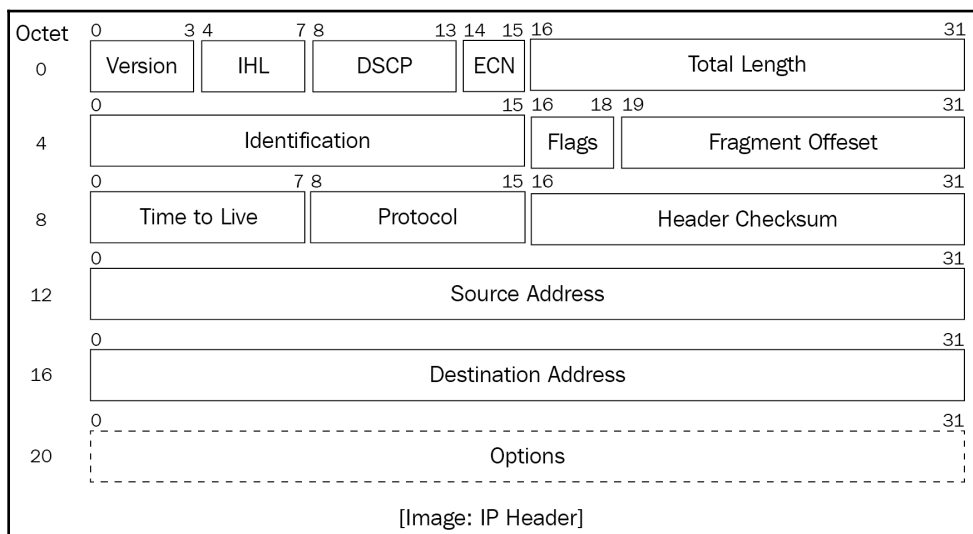 Octet 0 3 4 7 8 13 14 15 16 31
0 Version IHL DSCP ECN Total Length
0 15 16 18 19 31
4 Identification Flags Fragment Offeset
0 7 8 15 16 31
8 Time to Live Protocol Header Checksum
0 31
12 Source Address
0 31
16 Destination Address
0 31
20 Options
[Image: IP Header]